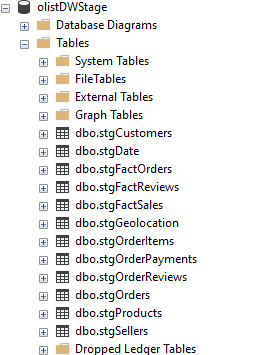 olistDWStage
Database Diagrams
Tables
System Tables
FileTables
External Tables
Graph Tables
dbo.stgCustomers
dbo.stgDate
dbo.stgFactOrders
dbo.stgFactReviews
dbo.stgFactSales
dbo.stgGeolocation
dbo.stgOrderItems
dbo.stgOrderPayments
dbo.stgOrderReviews
dbo.stgOrders
dbo.stgProducts
dbo.stgSellers
Dropped Ledger Tables